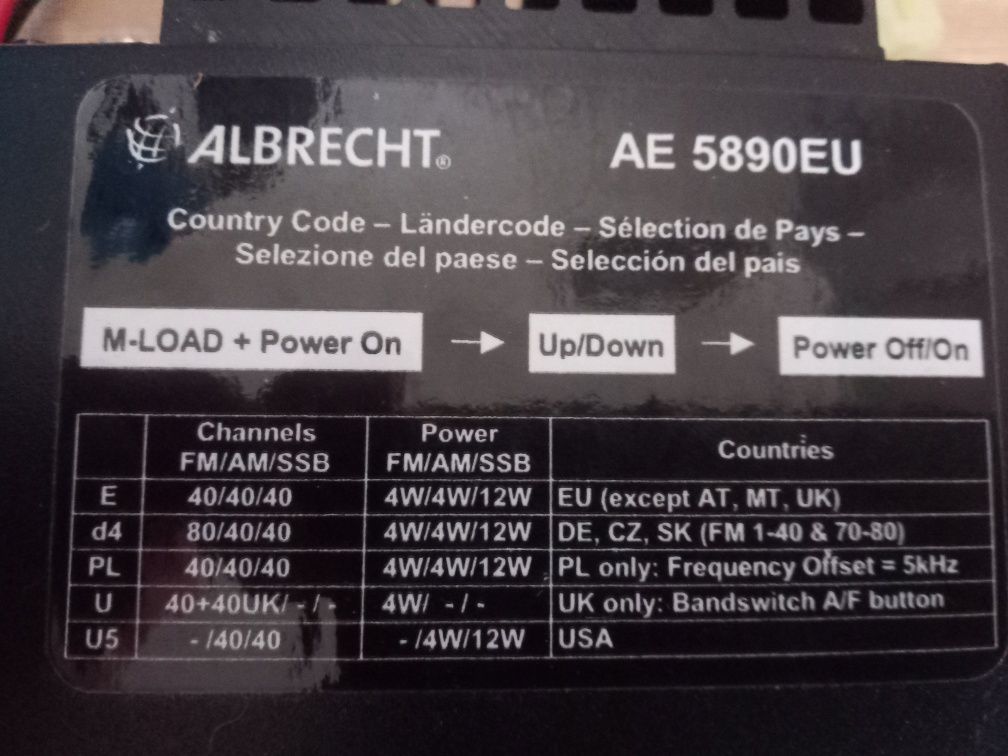 ALBRECHT® AE 5890EU
Country Code – Ländercode – Sélection de Pays –
Selezione del paese – Selección del pais
M-LOAD + Power On → Up/Down → Power Off/On
Channels FM/AM/SSB Power FM/AM/SSB Countries
E 40/40/40 4W/4W/12W EU (except AT, MT, UK)
d4 80/40/40 4W/4W/12W DE, CZ, SK (FM 1-40 & 70-80)
PL 40/40/40 4W/4W/12W PL only: Frequency Offset = 5kHz
U 40+40UK/ - / - 4W/ - / - UK only: Bandswitch A/F button
U5 - /40/40 - /4W/12W USA